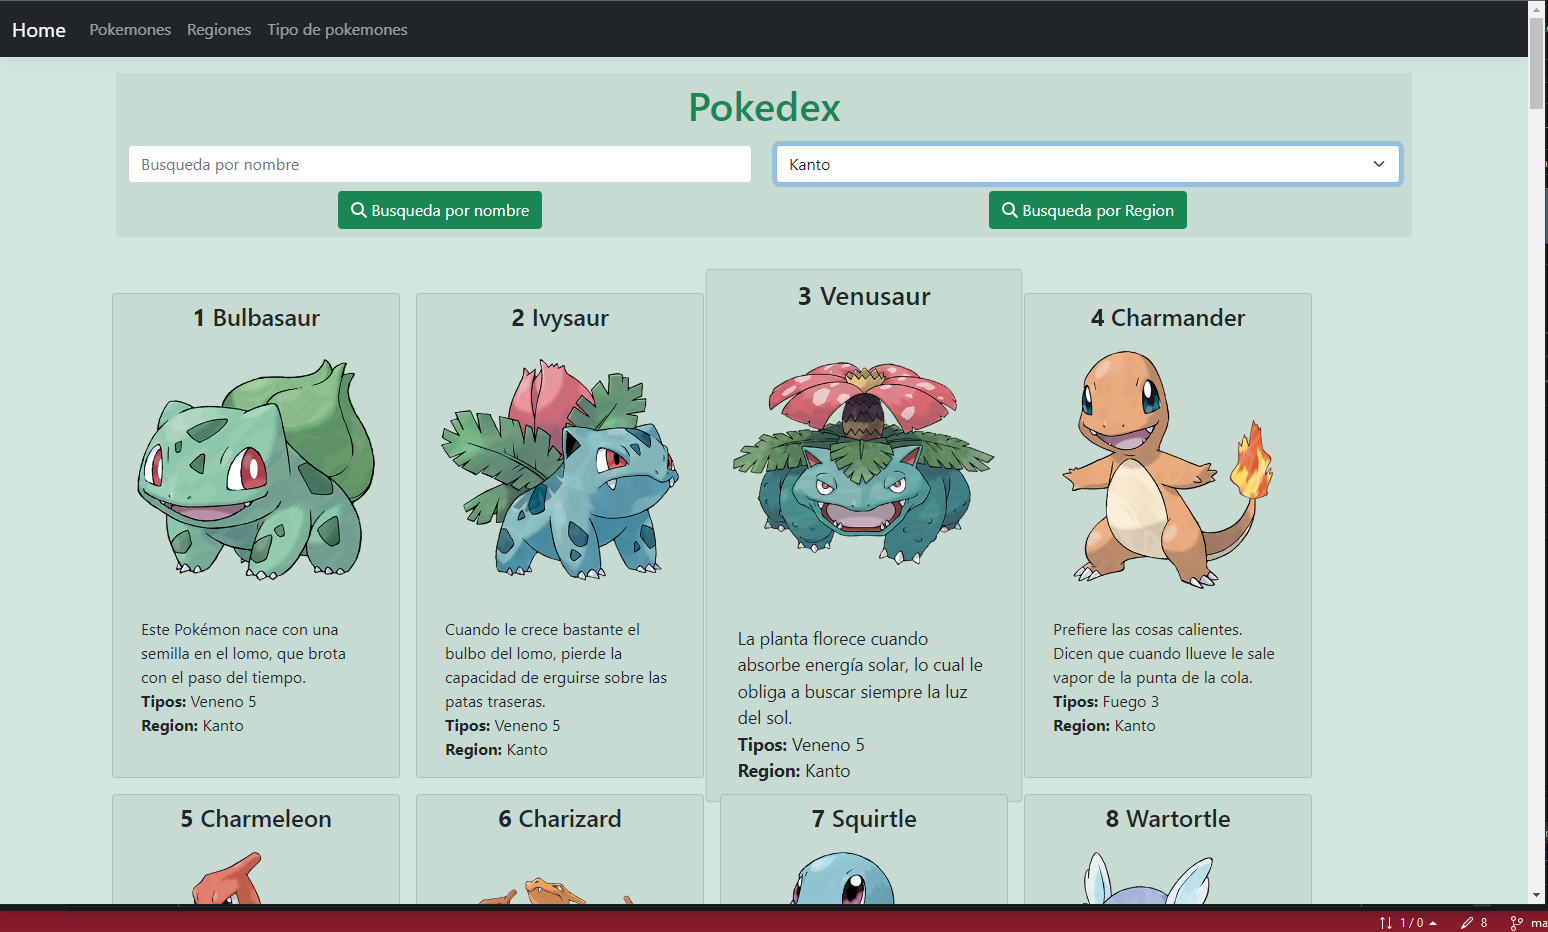 Home Pokemones Regiones Tipo de pokemones
Pokedex
Busqueda por nombre
Kanto
Busqueda por nombre
Busqueda por Region
1 Bulbasaur
Este Pokémon nace con una
semilla en el lomo, que brota
con el paso del tiempo.
Tipos: Veneno 5
Region: Kanto
2 Ivysaur
Cuando le crece bastante el
bulbo del lomo, pierde la
capacidad de erguirse sobre las
patas traseras.
Tipos: Veneno 5
Region: Kanto
3 Venusaur
La planta florece cuando
absorbe energía solar, lo cual le
obliga a buscar siempre la luz
del sol.
Tipos: Veneno 5
Region: Kanto
4 Charmander
Prefiere las cosas calientes.
Dicen que cuando llueve le sale
vapor de la punta de la cola.
Tipos: Fuego 3
Region: Kanto
5 Charmeleon
6 Charizard
7 Squirtle
8 Wartortle
1 / 0
8
ma